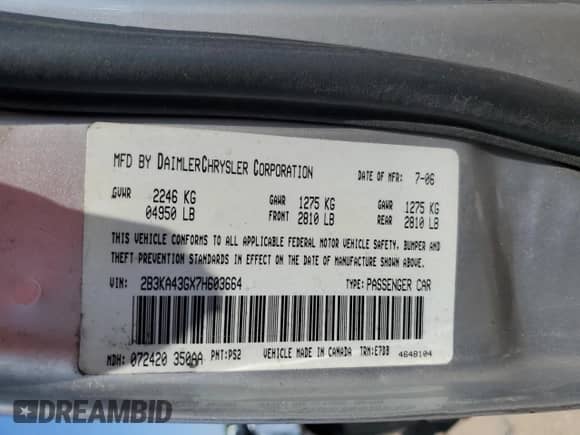 MFD BY DAIMLERCHRYSLER CORPORATION DATE OF MFR: 7-06
GVWR 2246 KG GAWR 1275 KG GAWR 1275 KG
04950 LB FRONT 2810 LB REAR 2810 LB
THIS VEHICLE CONFORMS TO ALL APPLICABLE FEDERAL MOTOR VEHICLE SAFETY, BUMPER AND
THEFT-PREVENTION STANDARDS IN EFFECT ON THE DATE OF MANUFACTURE SHOWN ABOVE.
VIN: 2B3KA43GX7H603664 TYPE: PASSENGER CAR
MDH: 072420 350AA PNT:PS2 VEHICLE MADE IN CANADA TRM:E7DB 4648104
DREAMBID